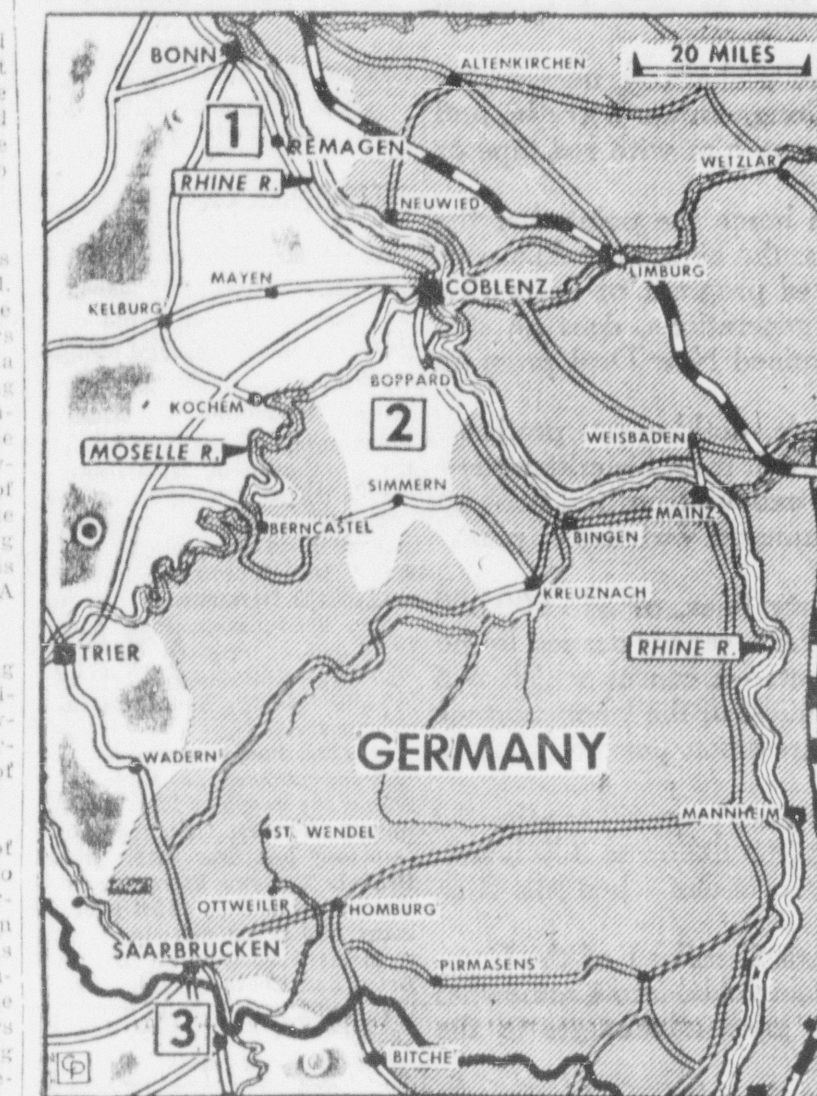 BONN
ALTENKIRCHEN
20 MILES
1
REMAGEN
WETZLAR
RHINE R.
NEUWIED
LIMBURG
MAYEN
COBLENZ
KELBURG
BOPPARD
KOCHEM
2
WEISBADEN
MOSELLE R.
SIMMERN
MAINZ
BERNCASTEL
BINGEN
KREUZNACH
RHINE R.
TRIER
GERMANY
WADERN
MANNHEIM
ST. WENDEL
OTTWEILER
HOMBURG
SAARBRUCKEN
PIRMASENS
3
BITCHE
CP